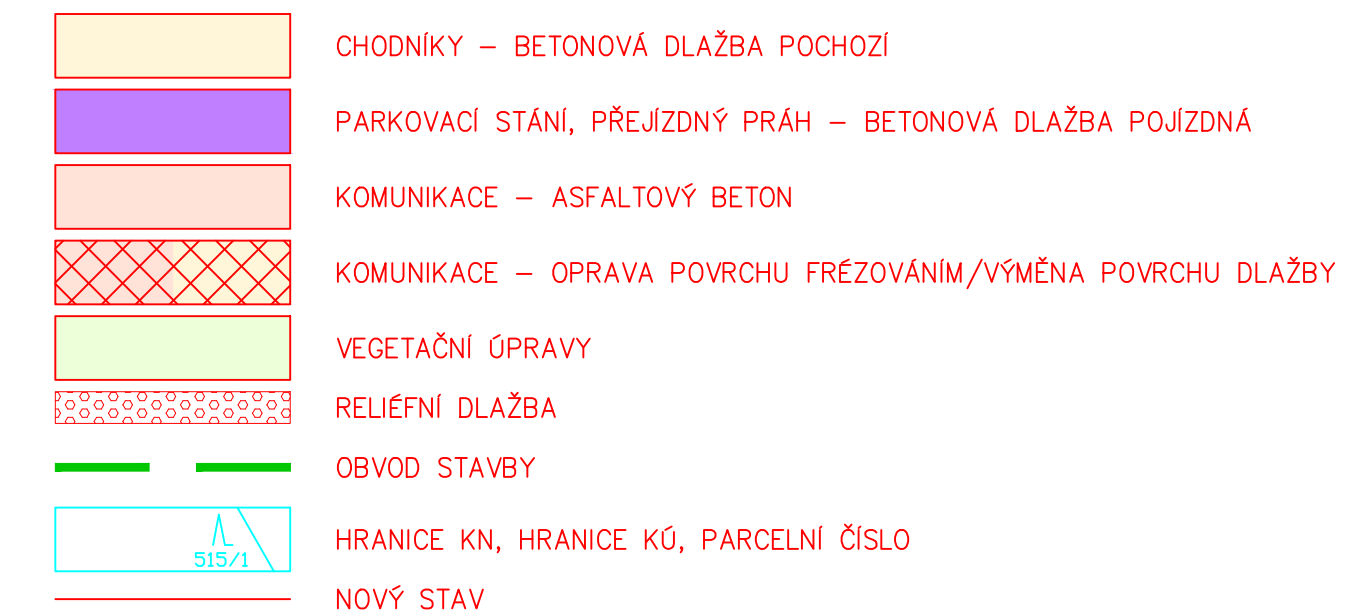 CHODNÍKY – BETONOVÁ DLAŽBA POCHOZÍ
PARKOVACÍ STÁNÍ, PŘEJÍZDNÝ PRÁH – BETONOVÁ DLAŽBA POJÍZDNÁ
KOMUNIKACE – ASFALTOVÝ BETON
KOMUNIKACE – OPRAVA POVRCHU FRÉZOVÁNÍM/VÝMĚNA POVRCHU DLAŽBY
VEGETAČNÍ ÚPRAVY
RELIÉFNÍ DLAŽBA
OBVOD STAVBY
515/1 HRANICE KN, HRANICE KÚ, PARCELNÍ ČÍSLO
NOVÝ STAV